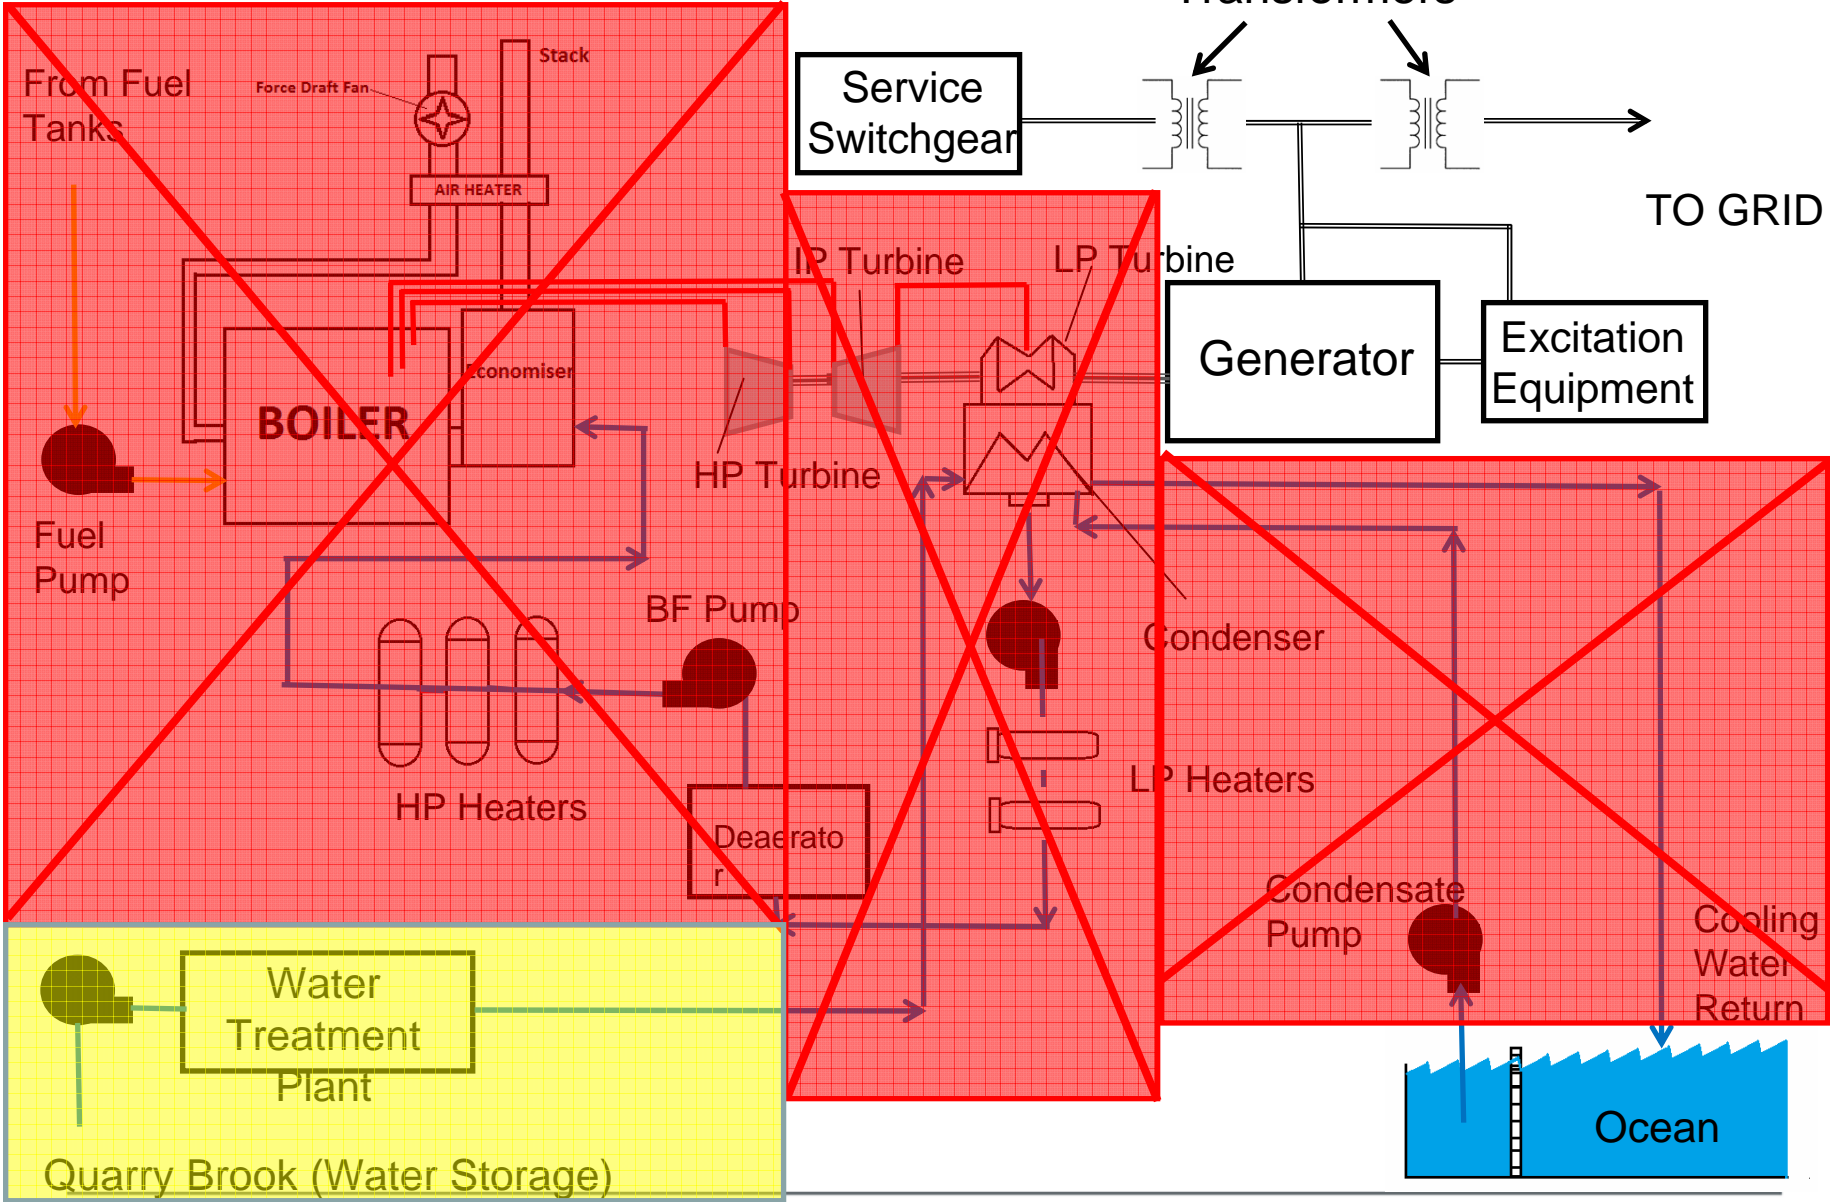 Transformers
Stack
Force Draft Fan
From Fuel
Tanks
AIR HEATER
Service
Switchgear
TO GRID
IP Turbine
LP Turbine
Generator
Excitation
Equipment
Economiser
BOILER
HP Turbine
Fuel
Pump
BF Pump
Condenser
LP Heaters
HP Heaters
Deaerato
r
Condensate
Pump
Cooling
Water
Return
Water
Treatment
Plant
Ocean
Quarry Brook (Water Storage)